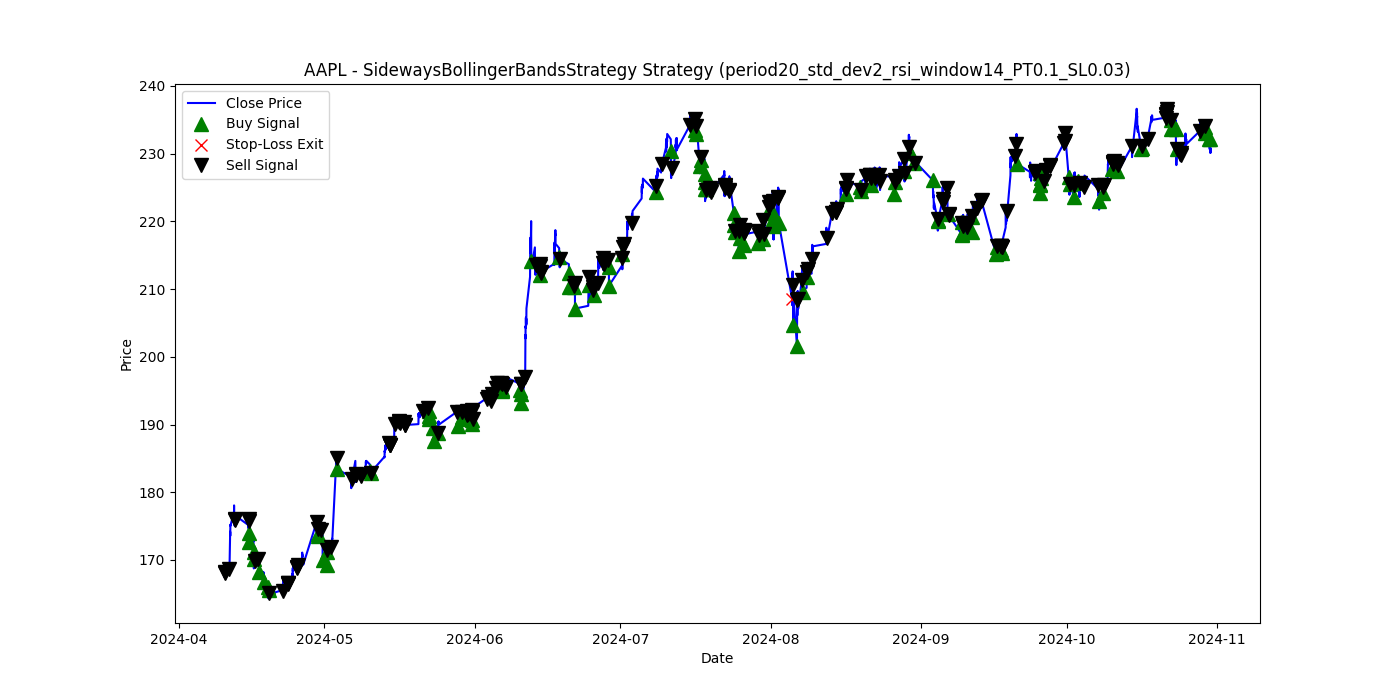 AAPL - SidewaysBollingerBandsStrategy Strategy (period20_std_dev2_rsi_window14_PT0.1_SL0.03)
Close Price
Buy Signal
Stop-Loss Exit
Sell Signal
Price
240
230
220
210
200
190
180
170
2024-04 2024-05 2024-06 2024-07 2024-08 2024-09 2024-10 2024-11
Date